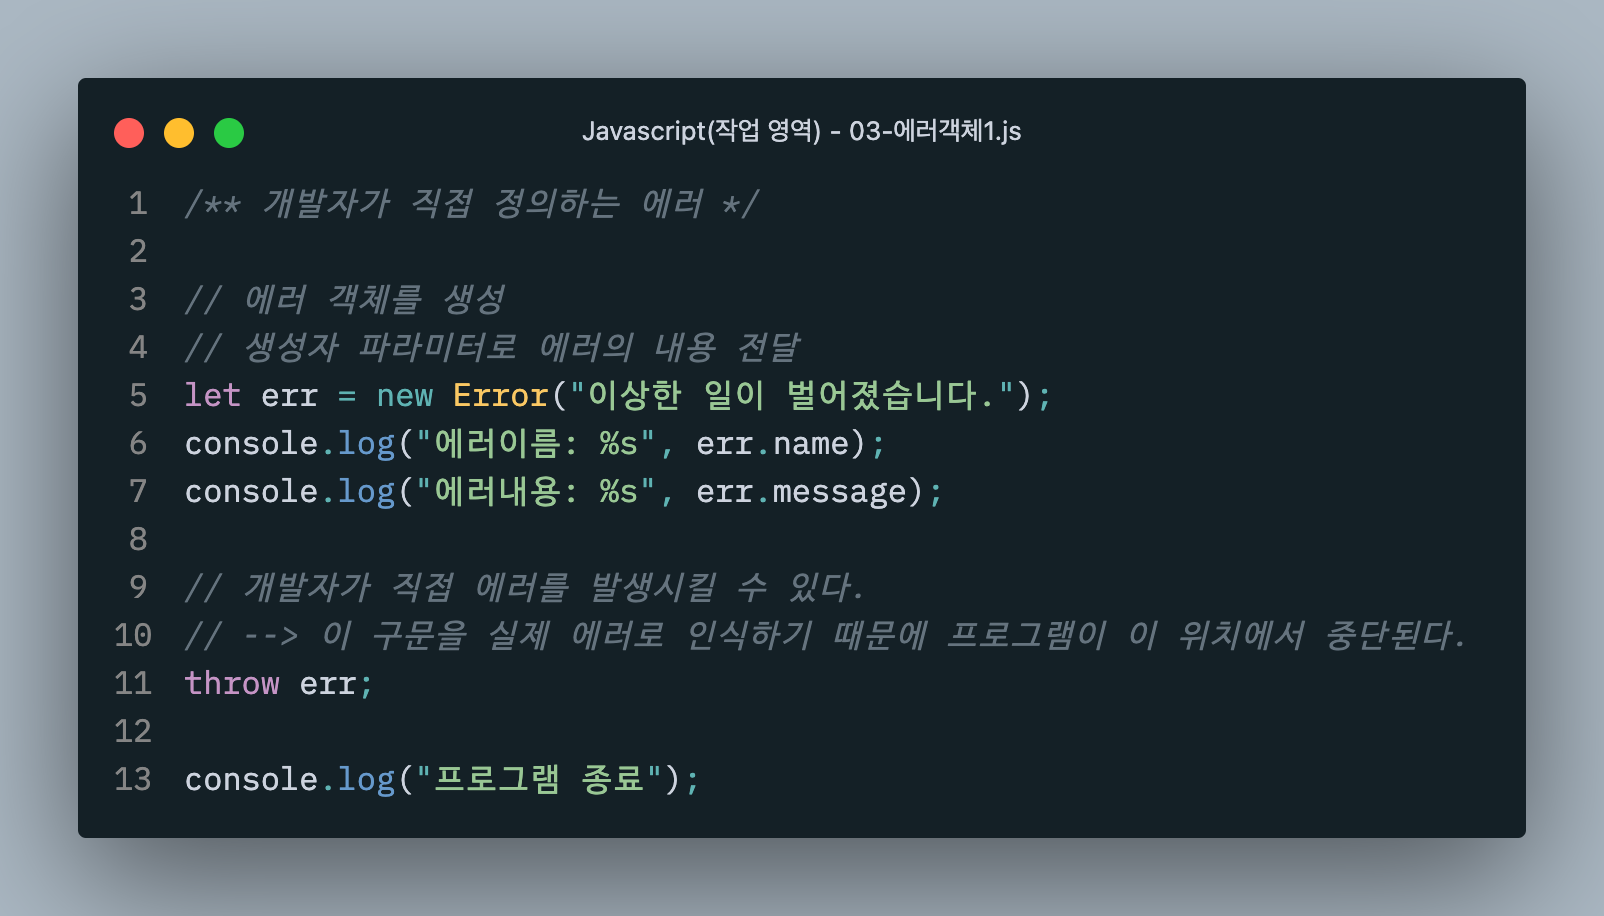 Javascript(작업 영역) - 03-에러객체1.js
1 /** 개발자가 직접 정의하는 에러 */
2
3 // 에러 객체를 생성
4 // 생성자 파라미터로 에러의 내용 전달
5 let err = new Error("이상한 일이 벌어졌습니다.");
6 console.log("에러이름: %s", err.name);
7 console.log("에러내용: %s", err.message);
8
9 // 개발자가 직접 에러를 발생시킬 수 있다.
10 // --> 이 구문을 실제 에러로 인식하기 때문에 프로그램이 이 위치에서 중단된다.
11 throw err;
12
13 console.log("프로그램 종료");